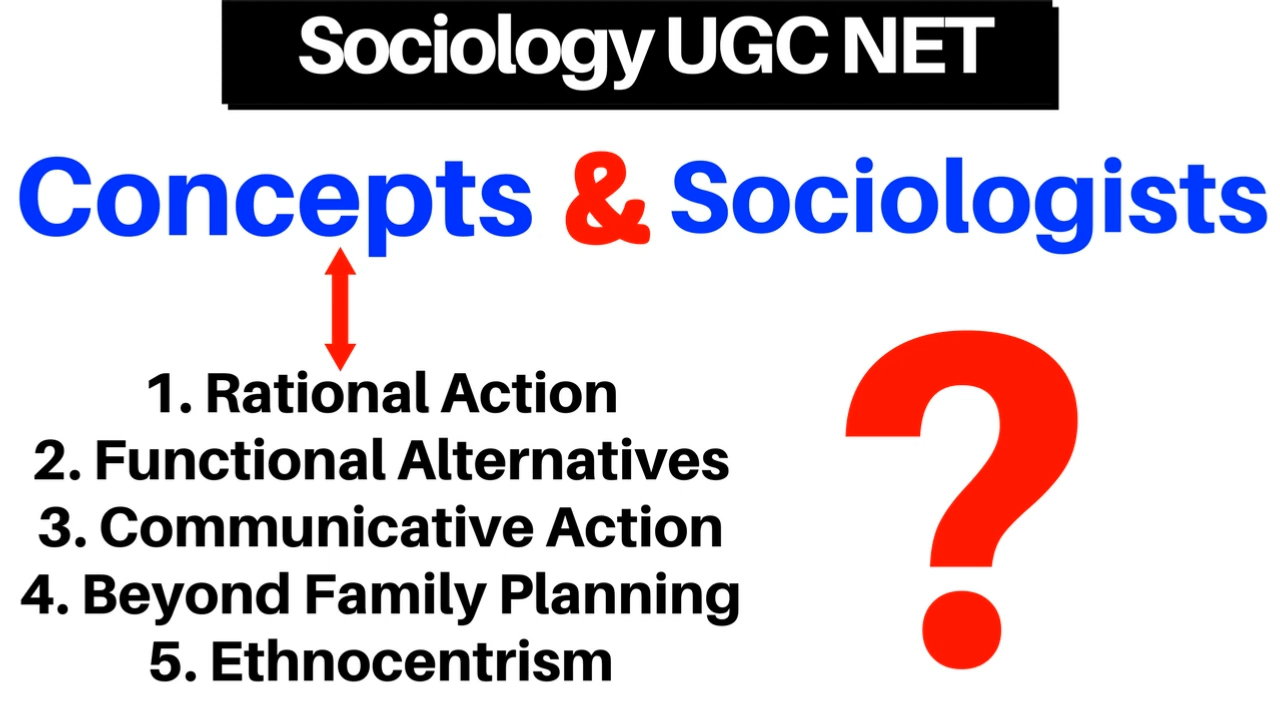 Sociology UGC NET
Concepts & Sociologists
1. Rational Action
2. Functional Alternatives
3. Communicative Action
4. Beyond Family Planning
5. Ethnocentrism
?